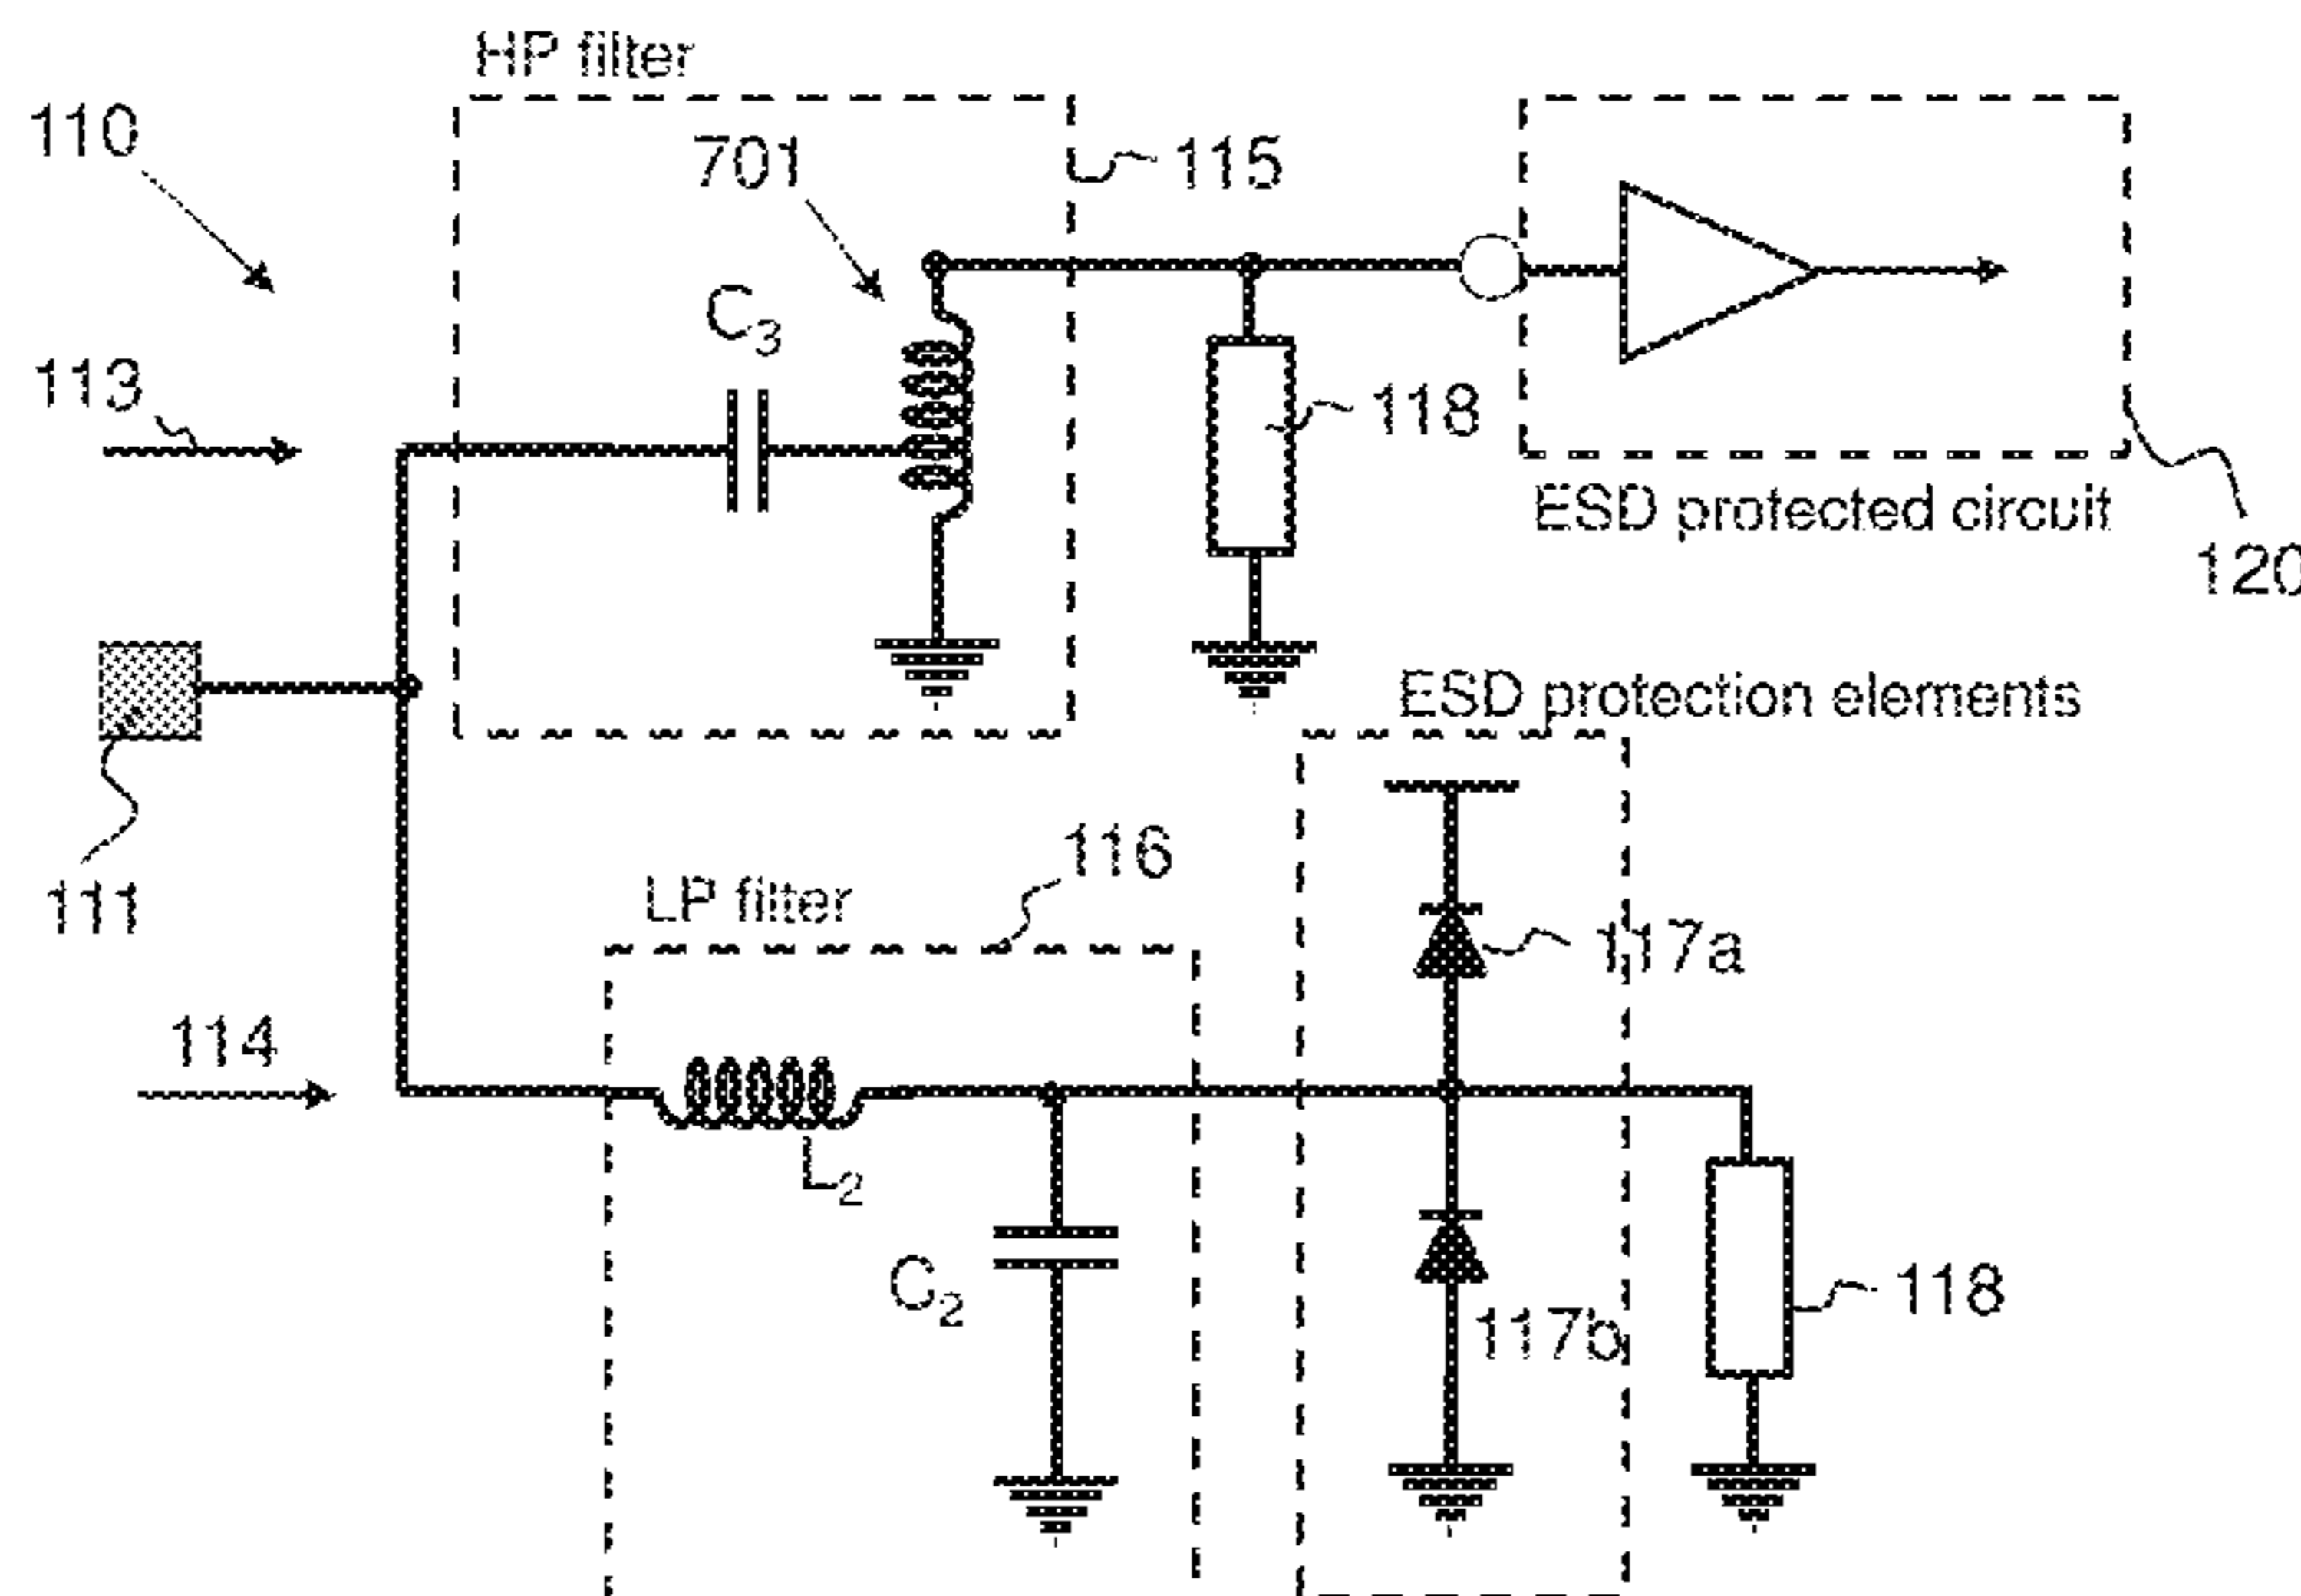 HP filter
110
701
115
C3
113
118
ESD protected circuit
120
ESD protection elements
111
116
LP filter
117a
114
L2
C2
117b
118